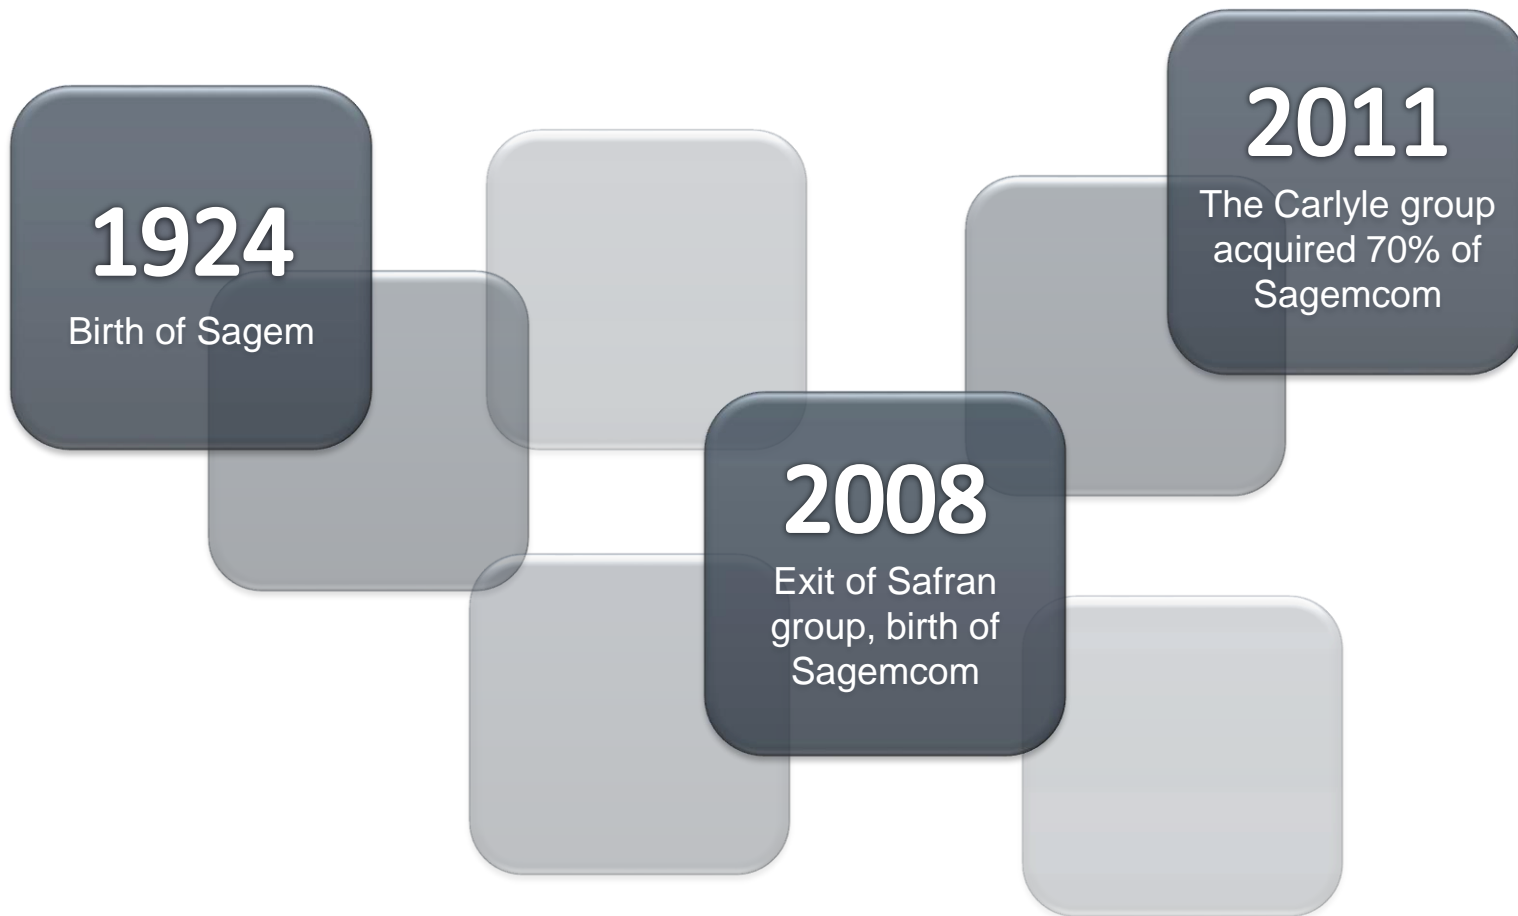 1924
Birth of Sagem
2008
Exit of Safran
group, birth of
Sagemcom
2011
The Carlyle group
acquired 70% of
Sagemcom